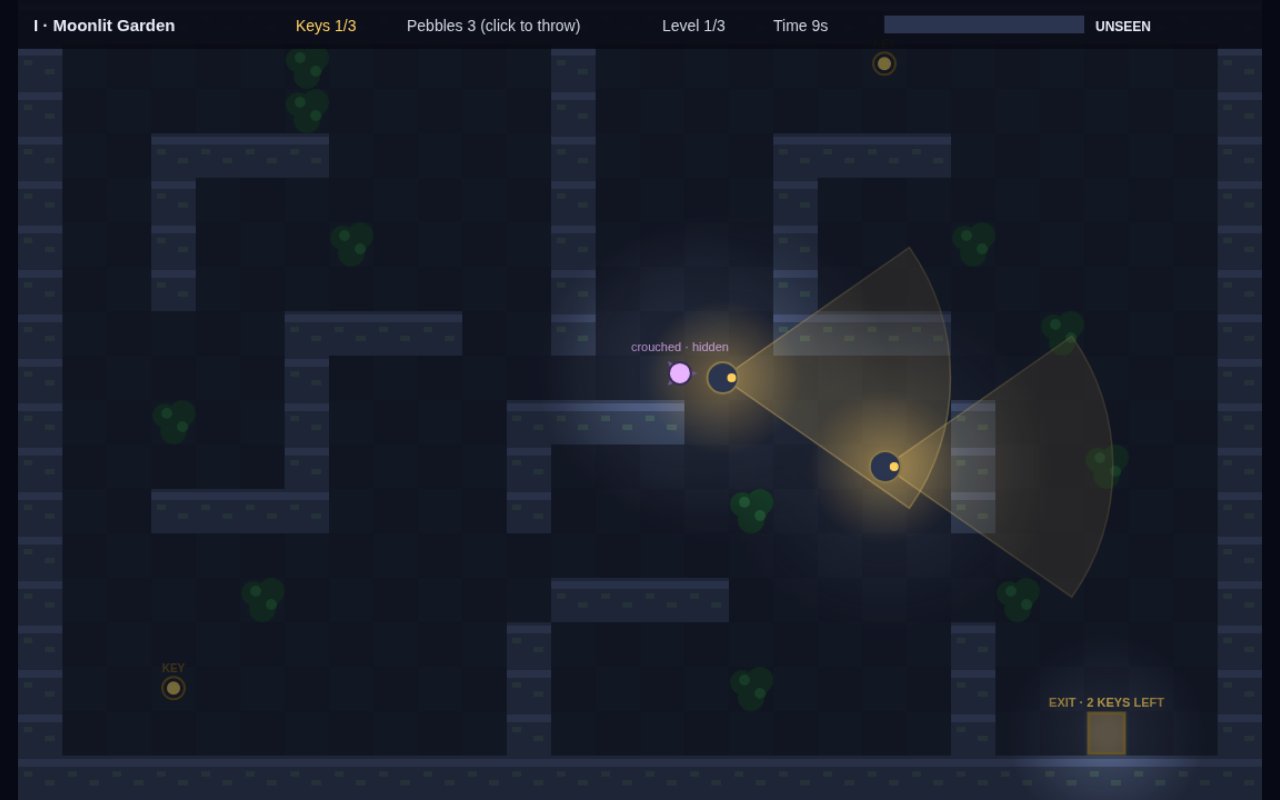 I · Moonlit Garden Keys 1/3 Pebbles 3 (click to throw) Level 1/3 Time 9s UNSEEN
crouched · hidden
KEY
EXIT · 2 KEYS LEFT